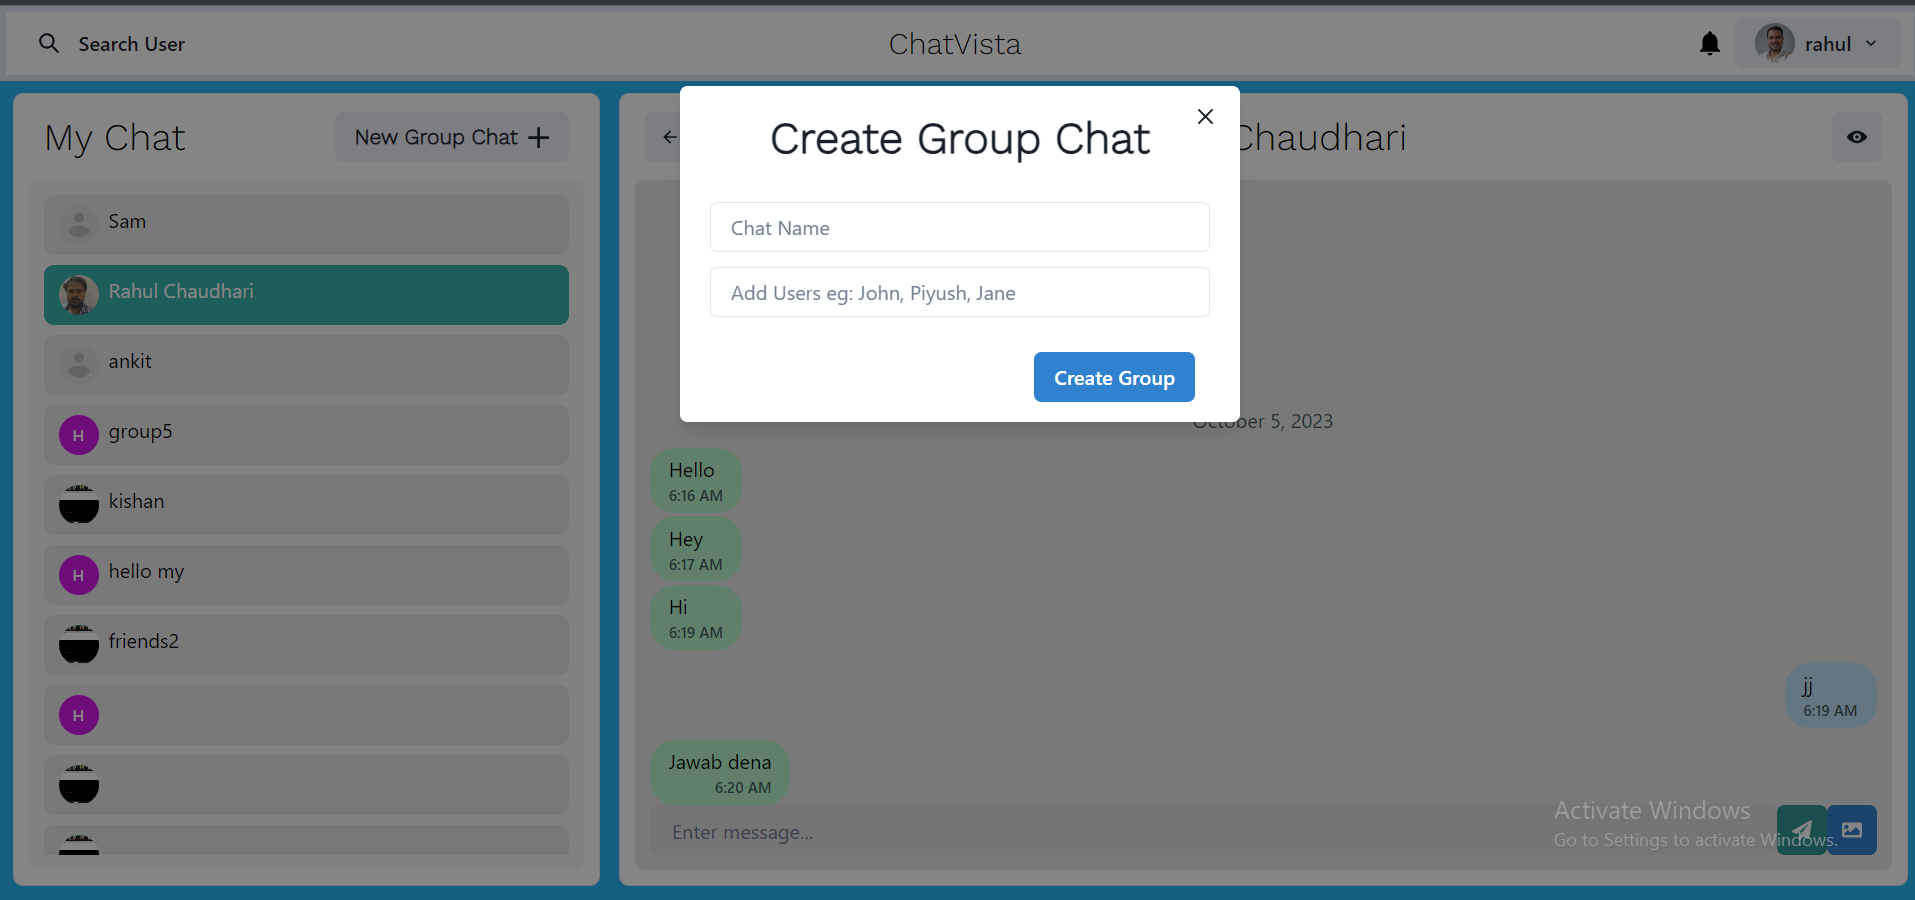 Search User
ChatVista
rahul
My Chat
New Group Chat
Sam
Rahul Chaudhari
ankit
H
group5
kishan
H
hello my
friends2
H
Chaudhari
Create Group Chat
Chat Name
Add Users eg: John, Piyush, Jane
Create Group
October 5, 2023
Hello
6:16 AM
Hey
6:17 AM
Hi
6:19 AM
jj
6:19 AM
Jawab dena
6:20 AM
Enter message...
Activate Windows
Go to Settings to activate Windows.